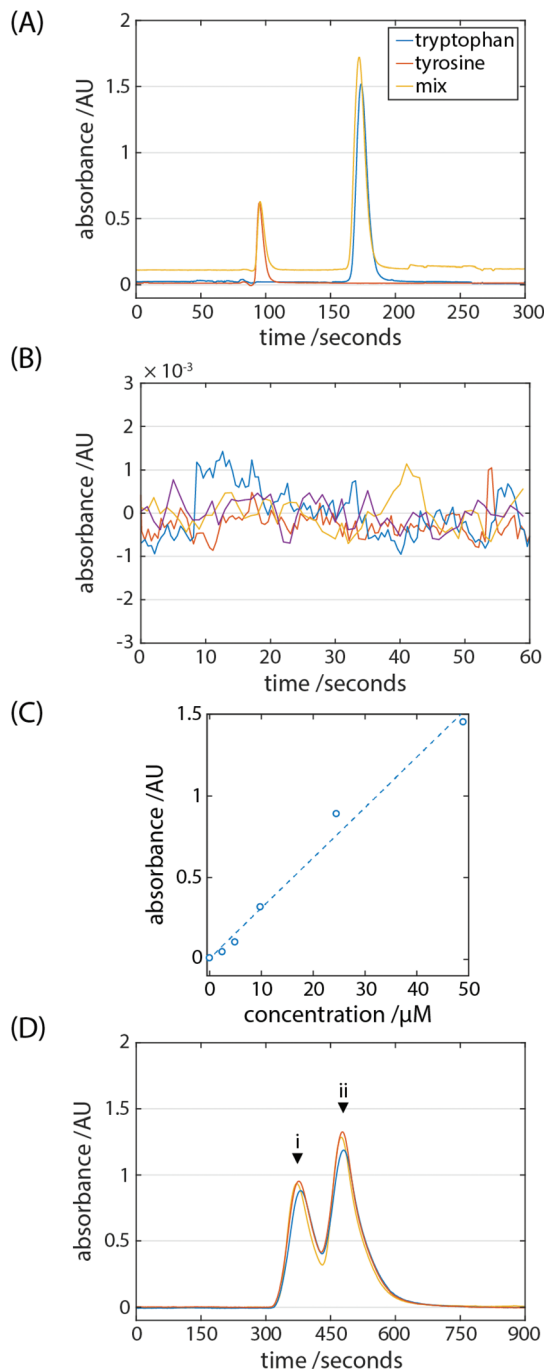 (A)
2
1.5
1
0.5
0
absorbance /AU
tryptophan
tyrosine
mix
0 50 100 150 200 250 300
time /seconds
(B)
× 10⁻³
3
2
1
0
-1
-2
-3
absorbance /AU
0 10 20 30 40 50 60
time /seconds
(C)
1.5
1
0.5
0
absorbance /AU
0 10 20 30 40 50
concentration /μM
(D)
2
1.5
1
0.5
0
absorbance /AU
i
ii
0 150 300 450 600 750 900
time /seconds